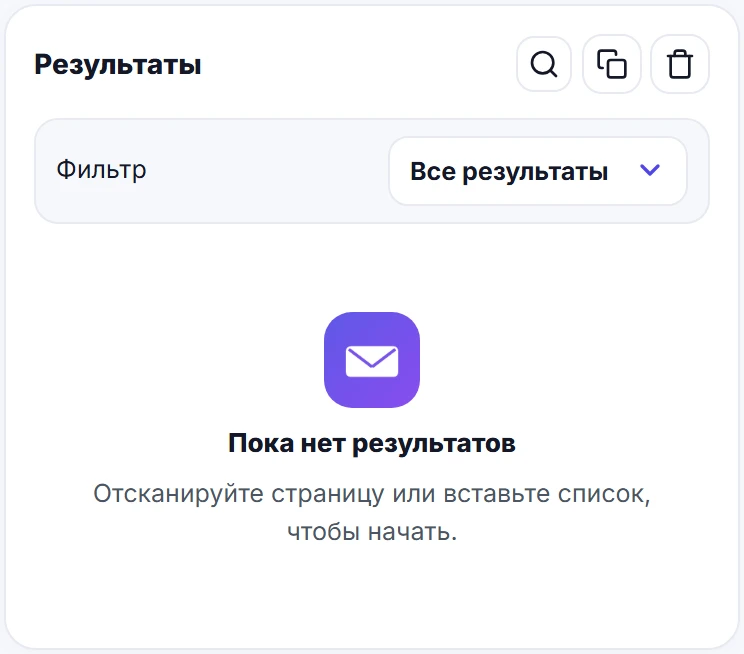 Результаты
Фильтр
Все результаты
Пока нет результатов
Отсканируйте страницу или вставьте список,
чтобы начать.